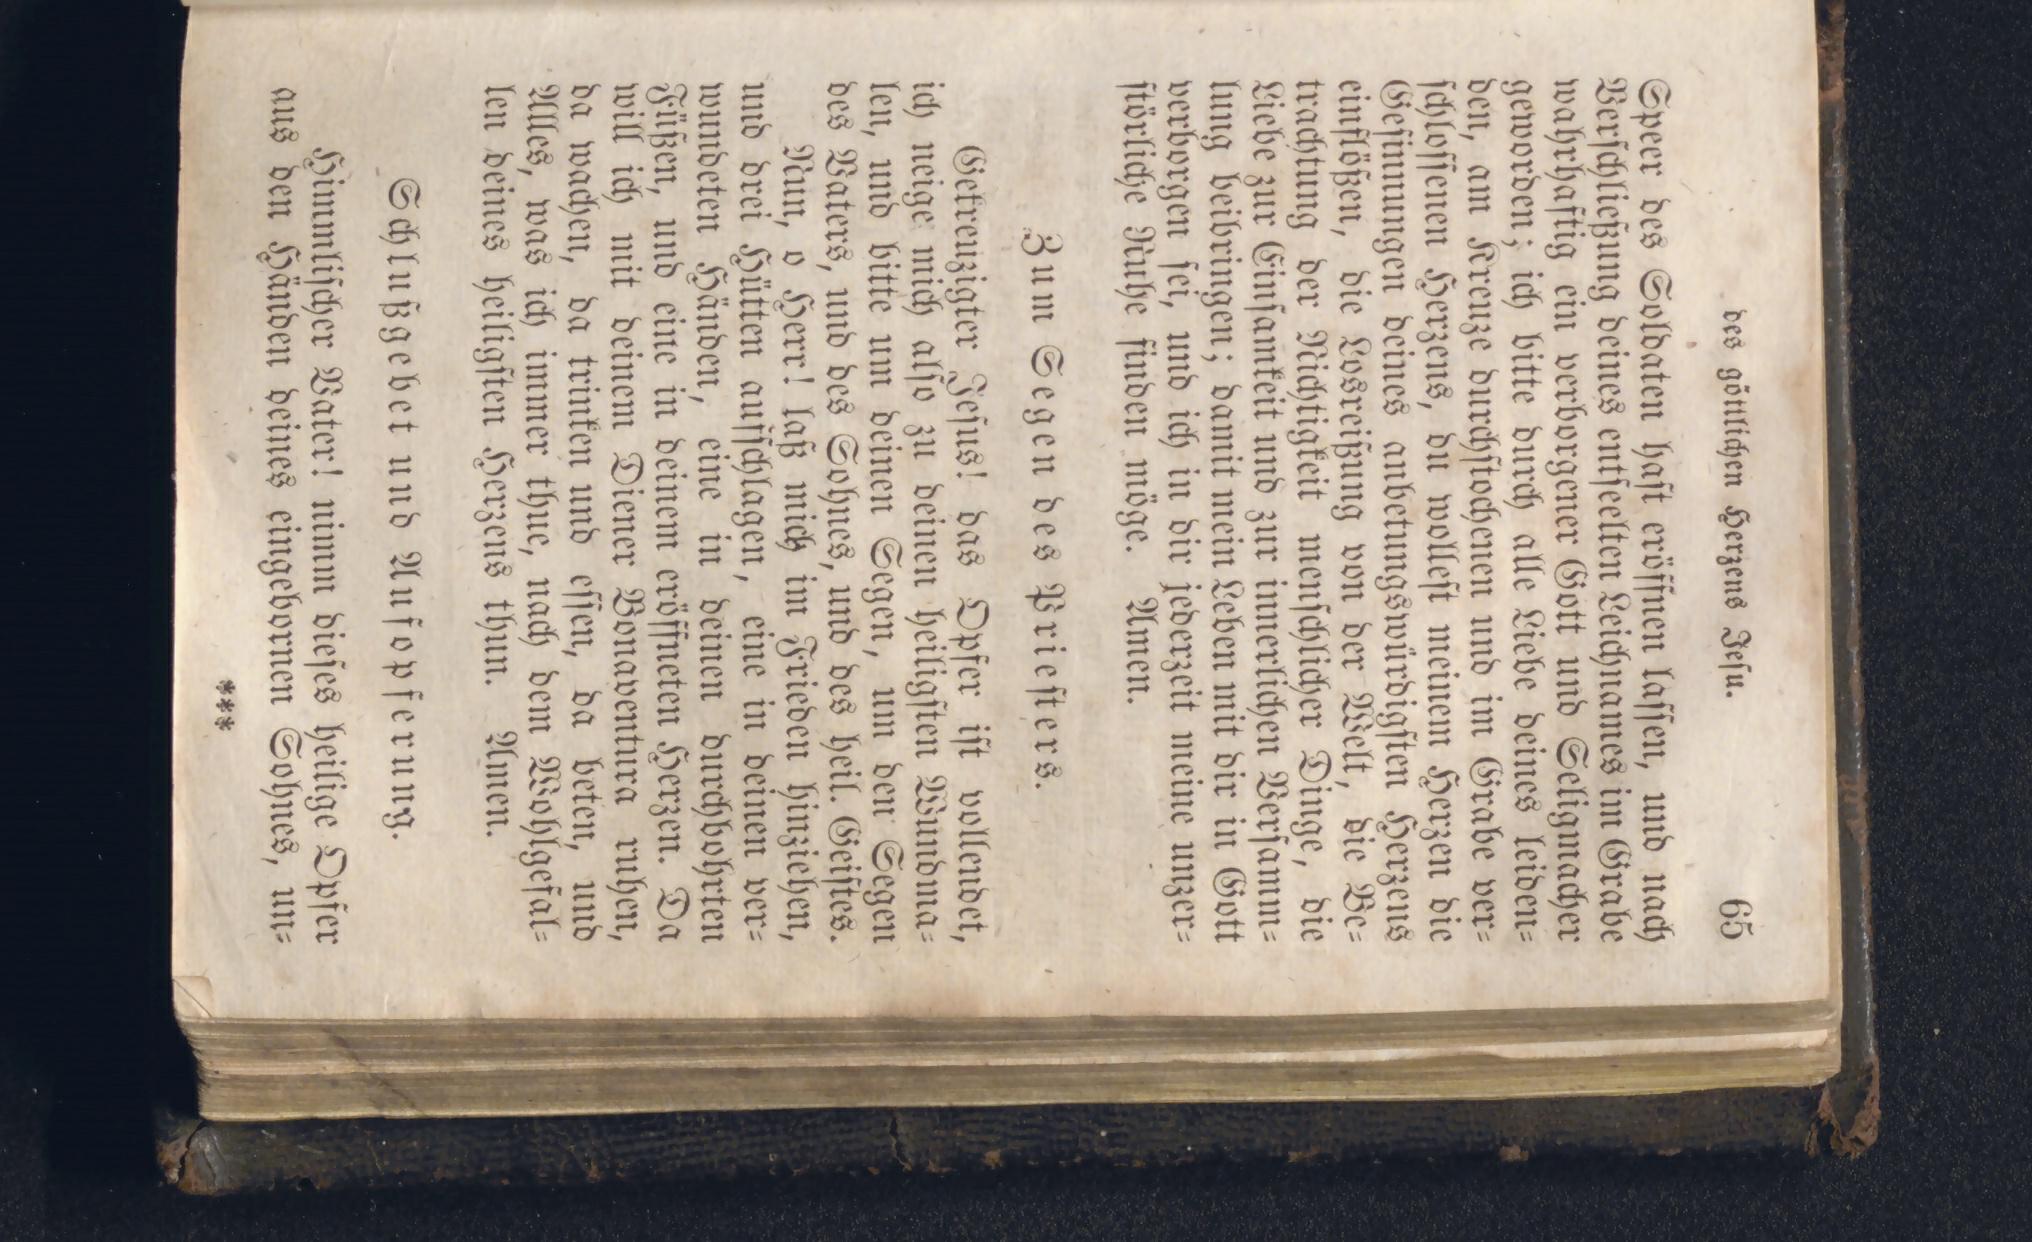 des göttlichen Herzens Jesu. 65
Speer des Soldaten hast eröffnen lassen, und nach
Verschließung deines entseelten Leichnames im Grabe
wahrhaftig ein verborgener Gott und Seligmacher
geworden; ich bitte durch alle Liebe deines leiden-
den, am Kreuze durchstochenen und im Grabe ver-
schlossenen Herzens, du wollest meinem Herzen die
Gesinnungen deines anbetungswürdigsten Herzens
einflößen, die Losreißung von der Welt, die Be-
trachtung der Nichtigkeit menschlicher Dinge, die
Liebe zur Einsamkeit und zur innerlichen Versamm-
lung beibringen; damit mein Leben mit dir in Gott
verborgen sei, und ich in dir jederzeit meine unzer-
störliche Ruhe finden möge. Amen.
Zum Segen des Priesters.
Gekreuzigter Jesus! das Opfer ist vollendet,
ich neige mich also zu deinen heiligsten Wundma-
len, und bitte um deinen Segen, um den Segen
des Vaters, und des Sohnes, und des heil. Geistes.
Nun, o Herr! laß mich im Frieden hinziehen,
und drei Hütten aufschlagen, eine in deinen ver-
wundeten Händen, eine in deinen durchbohrten
Füßen, und eine in deinem eröffneten Herzen. Da
will ich mit deinem Diener Bonaventura ruhen,
da wachen, da trinken und essen, da beten, und
Alles, was ich immer thue, nach dem Wohlgefal-
len deines heiligsten Herzens thun. Amen.
Schlußgebet und Aufopferung.
Himmlischer Vater! nimm dieses heilige Opfer
aus den Händen deines eingebornen Sohnes, un-
***